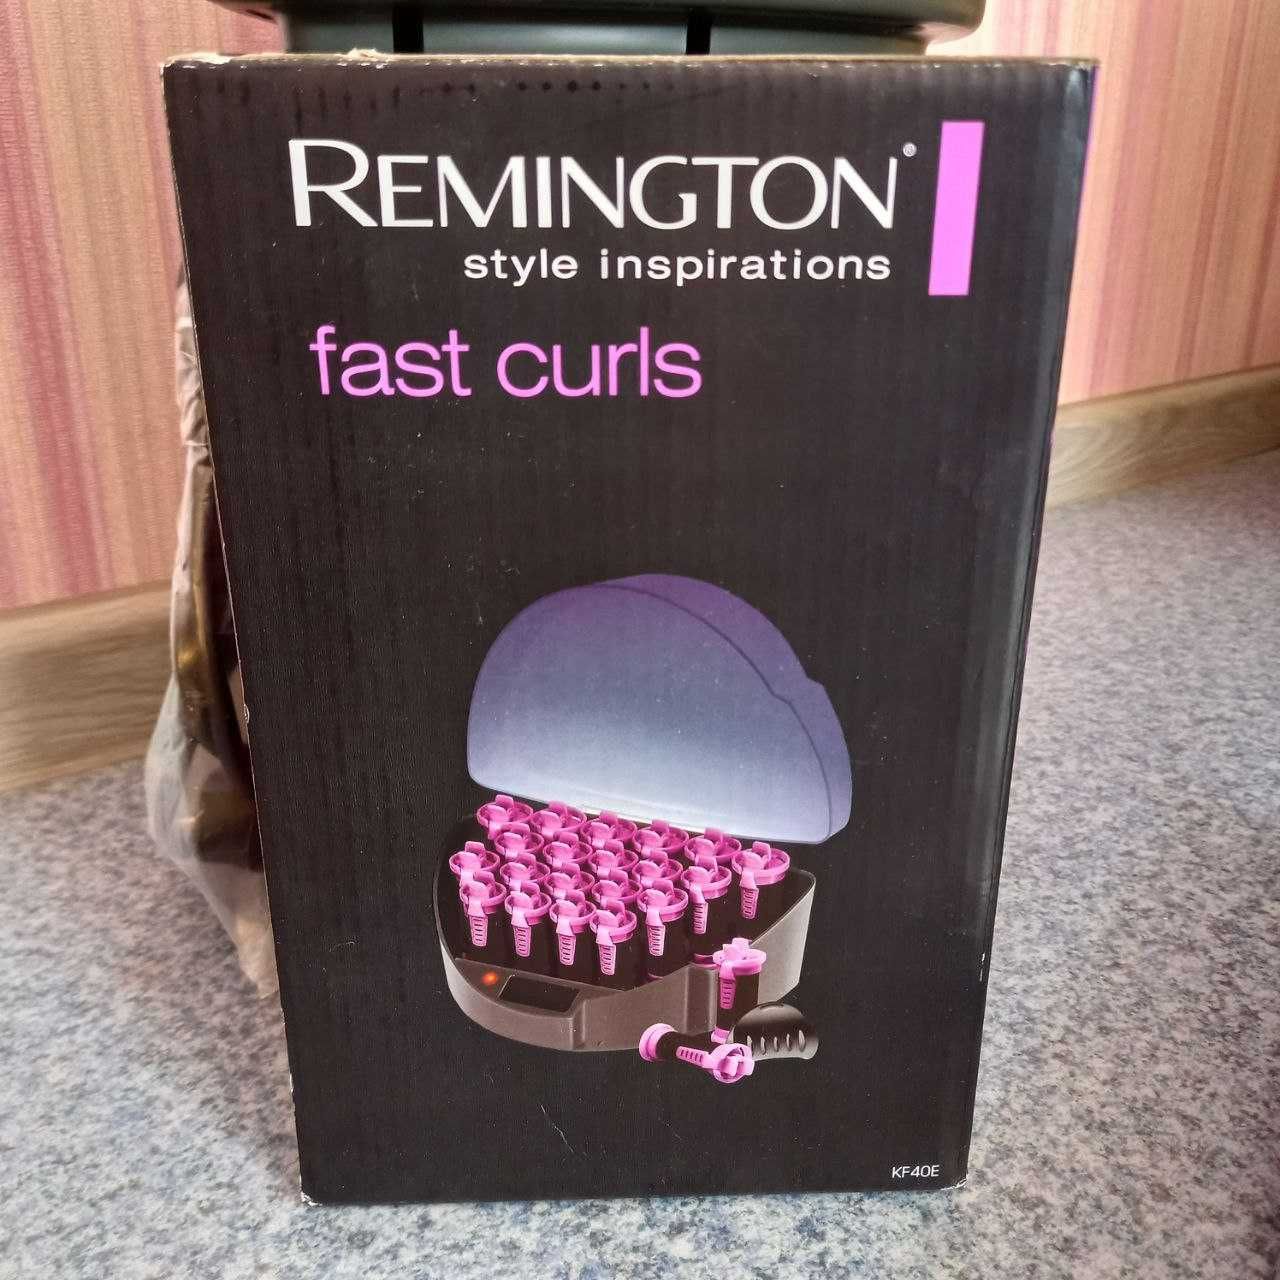 REMINGTON®
style inspirations
fast curls
KF40E